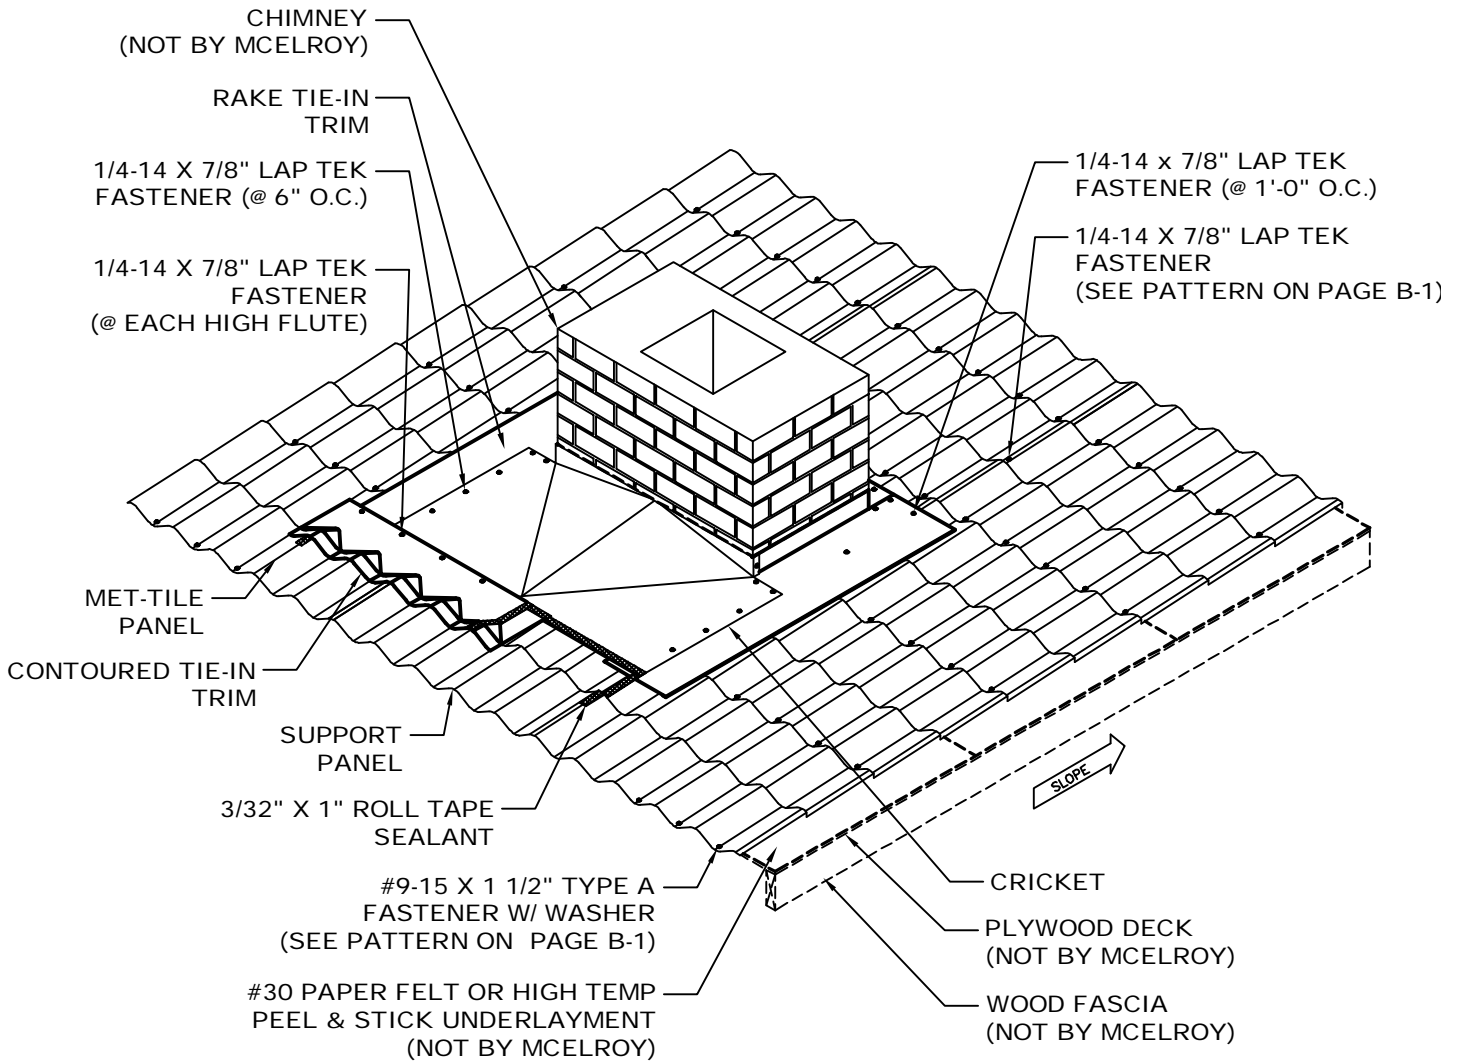 CHIMNEY
(NOT BY MCELROY)
RAKE TIE-IN
TRIM
1/4-14 X 7/8" LAP TEK
FASTENER (@ 6" O.C.)
1/4-14 X 7/8" LAP TEK
FASTENER
(@ EACH HIGH FLUTE)
1/4-14 x 7/8" LAP TEK
FASTENER (@ 1'-0" O.C.)
1/4-14 X 7/8" LAP TEK
FASTENER
(SEE PATTERN ON PAGE B-1)
MET-TILE
PANEL
CONTOURED TIE-IN
TRIM
SUPPORT
PANEL
3/32" X 1" ROLL TAPE
SEALANT
#9-15 X 1 1/2" TYPE A
FASTENER W/ WASHER
(SEE PATTERN ON PAGE B-1)
#30 PAPER FELT OR HIGH TEMP
PEEL & STICK UNDERLAYMENT
(NOT BY MCELROY)
SLOPE
CRICKET
PLYWOOD DECK
(NOT BY MCELROY)
WOOD FASCIA
(NOT BY MCELROY)